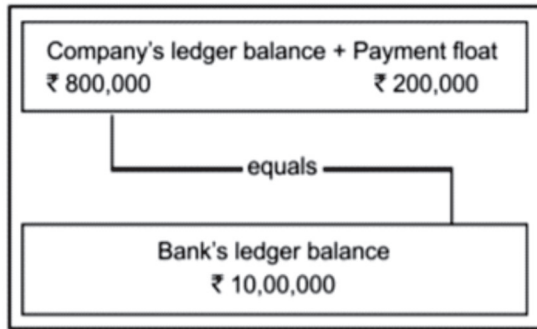 Company's ledger balance + Payment float
₹ 800,000 ₹ 200,000
equals
Bank's ledger balance
₹ 10,00,000